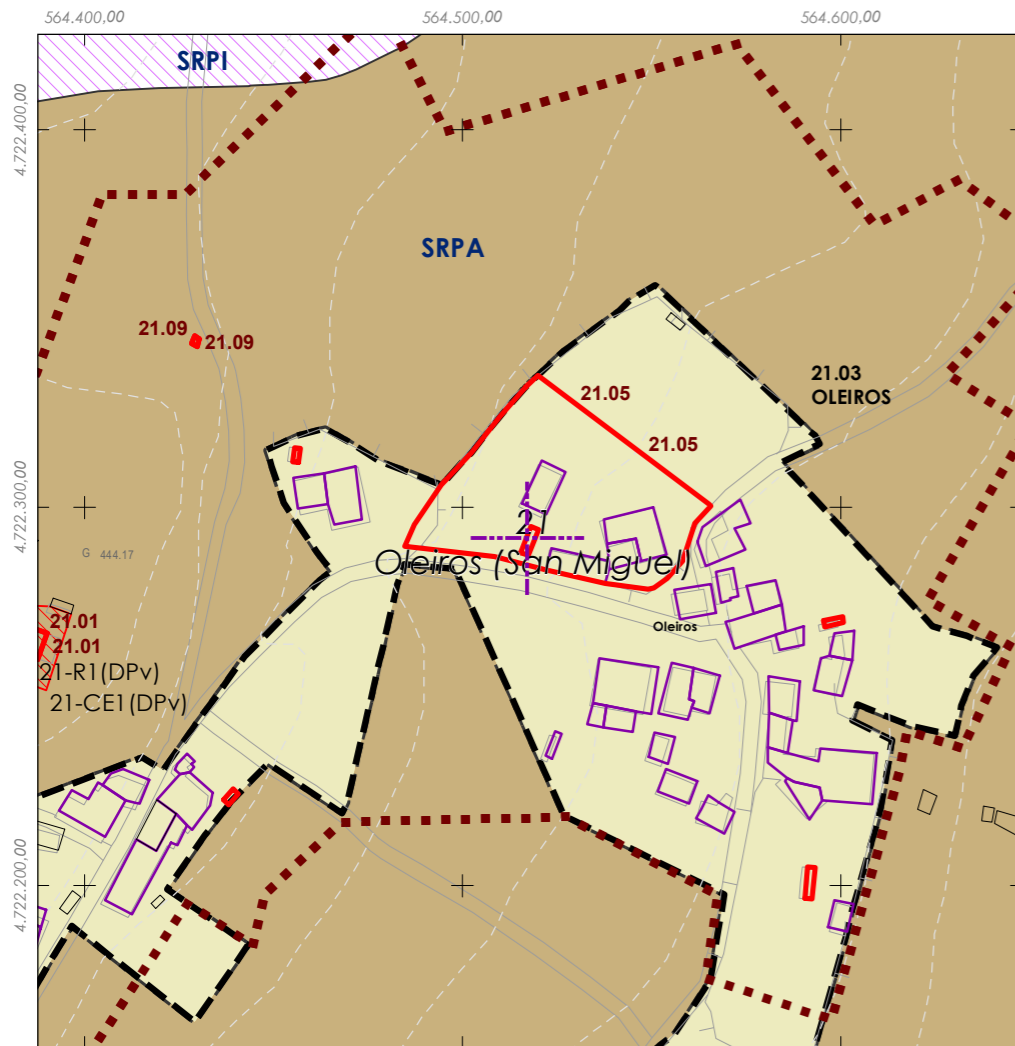 564.400,00
564.500,00
564.600,00
SRPI
4.722.400,00
SRPA
21.09
21.09
21.03
OLEIROS
21.05
21.05
4.722.300,00
21
G 444.17
Oleiros (San Miguel)
21.01
Oleiros
21.01
21-R1(DPv)
21-CE1(DPv)
4.722.200,00